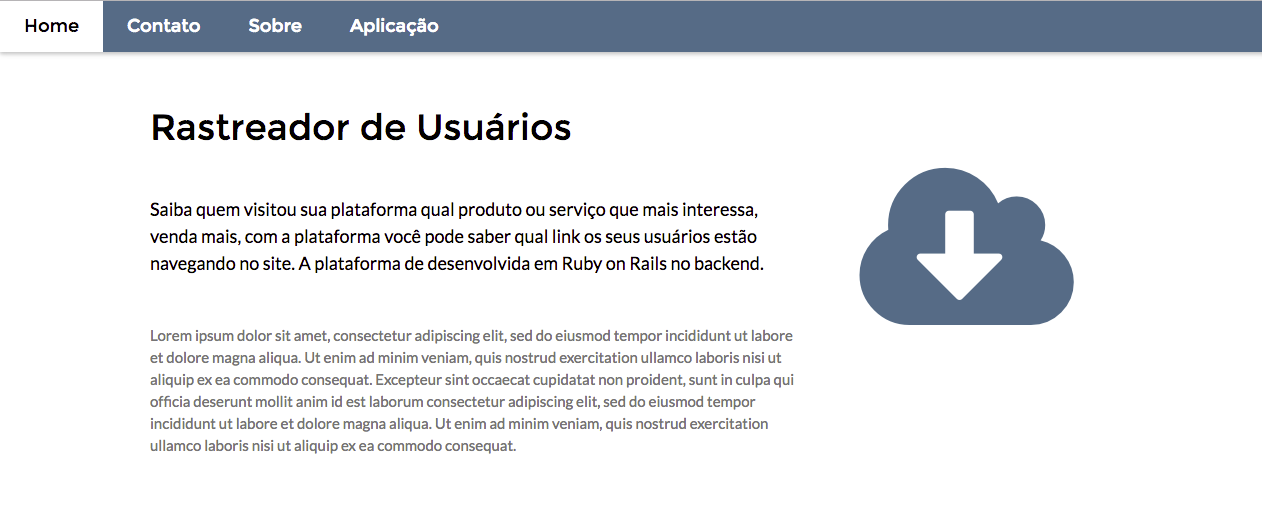 Home Contato Sobre Aplicação
Rastreador de Usuários
Saiba quem visitou sua plataforma qual produto ou serviço que mais interessa,
venda mais, com a plataforma você pode saber qual link os seus usuários estão
navegando no site. A plataforma de desenvolvida em Ruby on Rails no backend.
Lorem ipsum dolor sit amet, consectetur adipiscing elit, sed do eiusmod tempor incididunt ut labore
et dolore magna aliqua. Ut enim ad minim veniam, quis nostrud exercitation ullamco laboris nisi ut
aliquip ex ea commodo consequat. Excepteur sint occaecat cupidatat non proident, sunt in culpa qui
officia deserunt mollit anim id est laborum consectetur adipiscing elit, sed do eiusmod tempor
incididunt ut labore et dolore magna aliqua. Ut enim ad minim veniam, quis nostrud exercitation
ullamco laboris nisi ut aliquip ex ea commodo consequat.